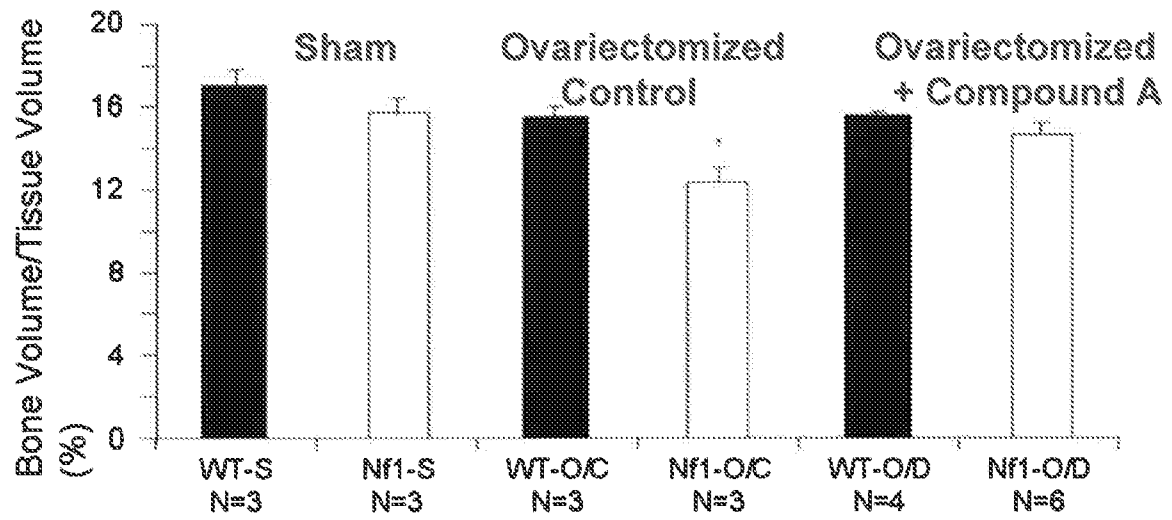 Bone Volume/Tissue Volume
(%)
20
16
12
8
4
0
Sham
Ovariectomized
Control
Ovariectomized
+ Compound A
*
WT-S
N=3
Nf1-S
N=3
WT-O/C
N=3
Nf1-O/C
N=3
WT-O/D
N=4
Nf1-O/D
N=6